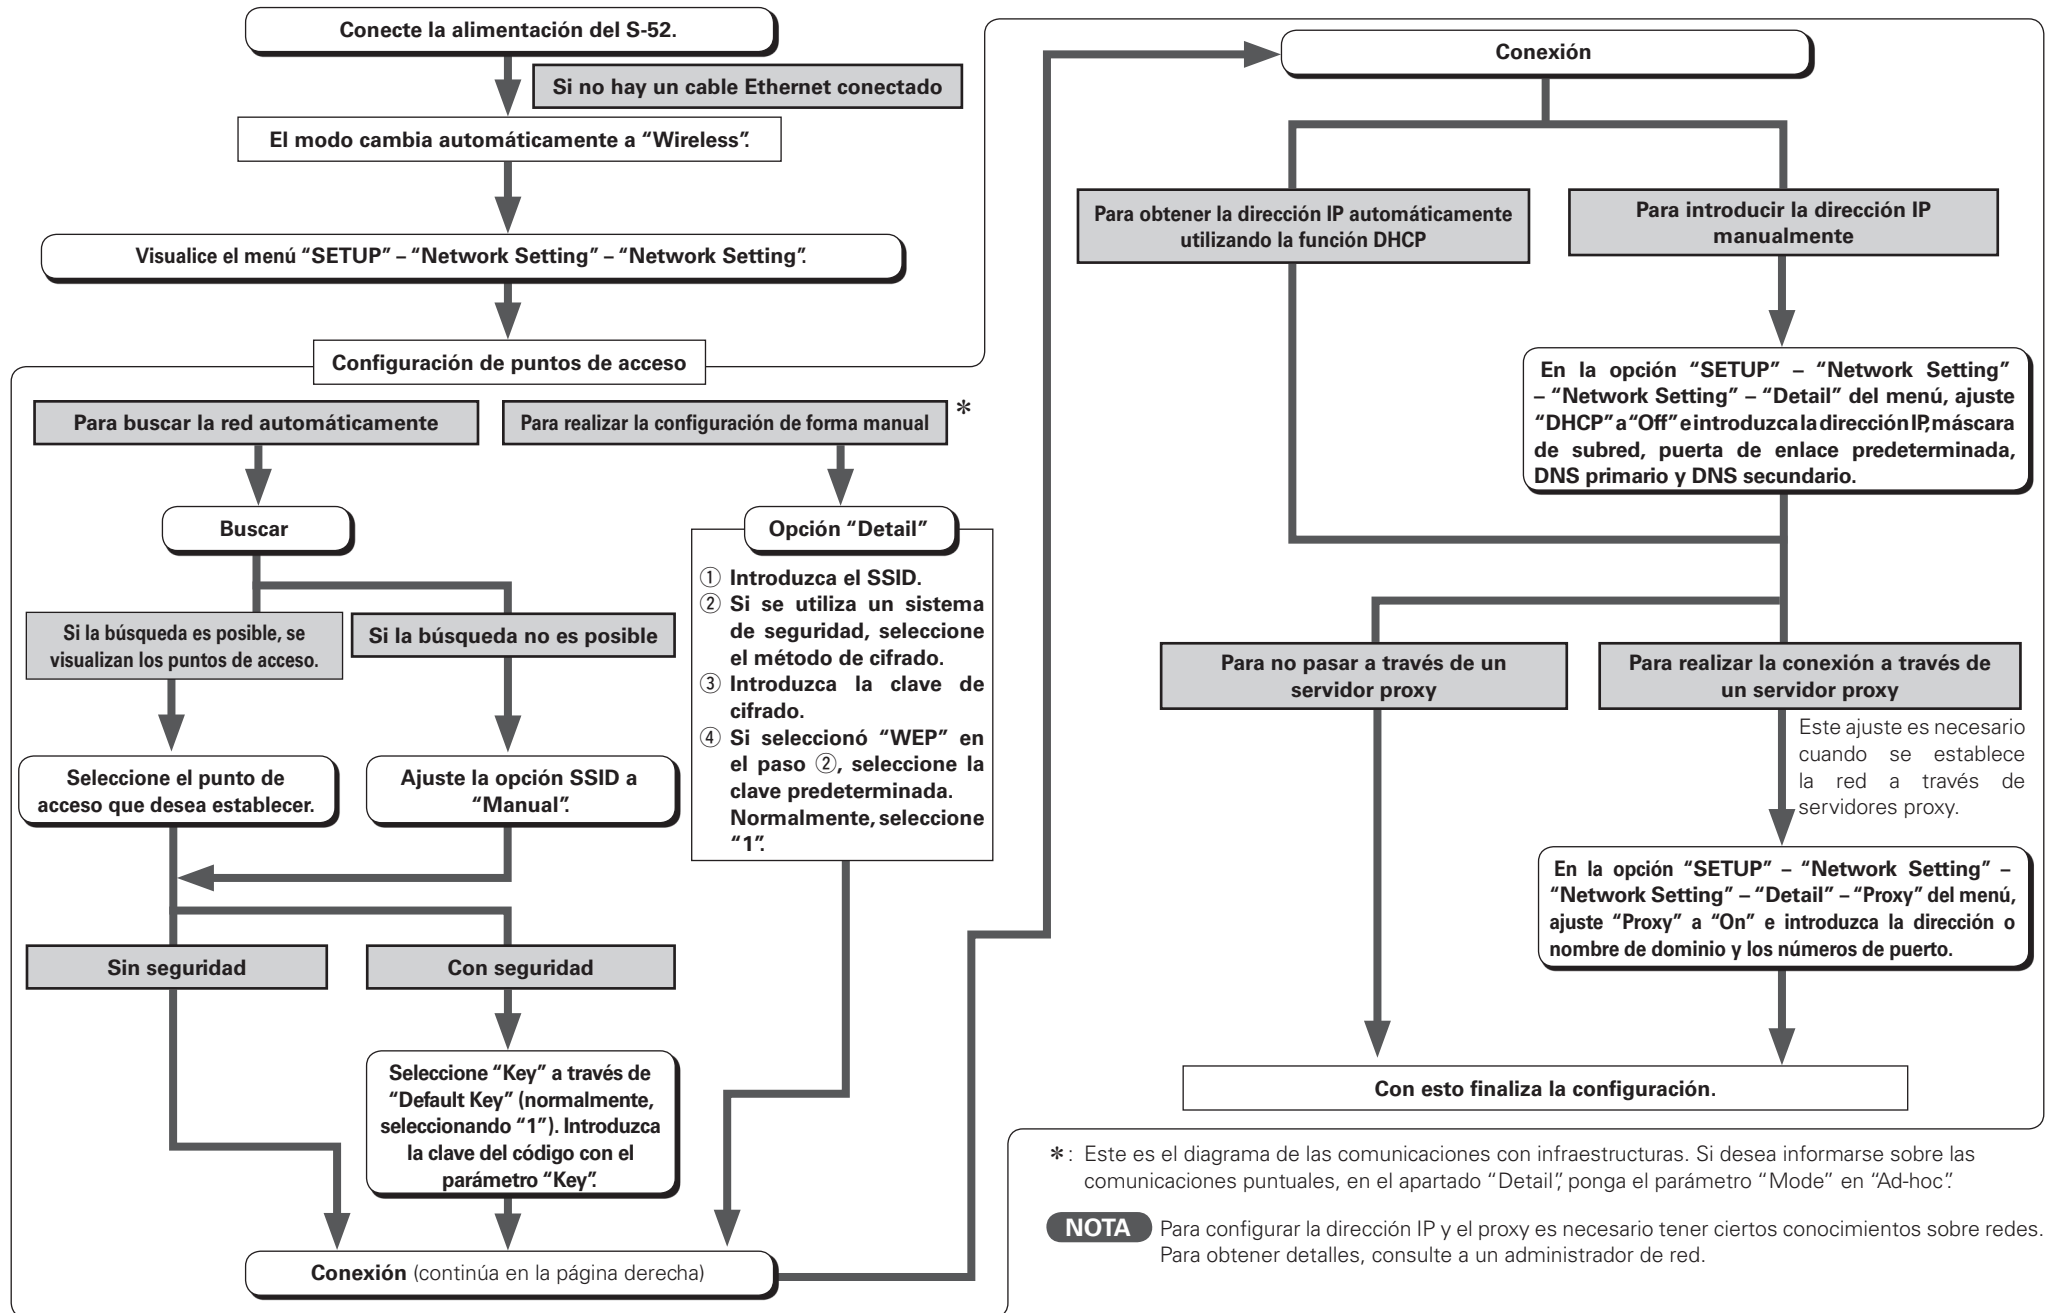 Conecte la alimentación del S-52.
Si no hay un cable Ethernet conectado
El modo cambia automáticamente a “Wireless”.
Visualice el menú “SETUP” – “Network Setting” – “Network Setting”.
Configuración de puntos de acceso
Para buscar la red automáticamente
Para realizar la configuración de forma manual *
Buscar
Si la búsqueda es posible, se
visualizan los puntos de acceso.
Si la búsqueda no es posible
Seleccione el punto de
acceso que desea establecer.
Ajuste la opción SSID a
“Manual”.
Opción “Detail”
① Introduzca el SSID.
② Si se utiliza un sistema
de seguridad, seleccione
el método de cifrado.
③ Introduzca la clave de
cifrado.
④ Si seleccionó “WEP” en
el paso ②, seleccione la
clave predeterminada.
Normalmente, seleccione
“1”.
Sin seguridad
Con seguridad
Seleccione “Key” a través de
“Default Key” (normalmente,
seleccionando “1”). Introduzca
la clave del código con el
parámetro “Key”.
Conexión (continúa en la página derecha)
Conexión
Para obtener la dirección IP automáticamente
utilizando la función DHCP
Para introducir la dirección IP
manualmente
En la opción “SETUP” – “Network Setting”
– “Network Setting” – “Detail” del menú, ajuste
“DHCP” a “Off” e introduzca la dirección IP, máscara
de subred, puerta de enlace predeterminada,
DNS primario y DNS secundario.
Para no pasar a través de un
servidor proxy
Para realizar la conexión a través de
un servidor proxy
Este ajuste es necesario
cuando se establece
la red a través de
servidores proxy.
En la opción “SETUP” – “Network Setting” –
“Network Setting” – “Detail” – “Proxy” del menú,
ajuste “Proxy” a “On” e introduzca la dirección o
nombre de dominio y los números de puerto.
Con esto finaliza la configuración.
* : Este es el diagrama de las comunicaciones con infraestructuras. Si desea informarse sobre las
comunicaciones puntuales, en el apartado “Detail”, ponga el parámetro “Mode” en “Ad-hoc”.
NOTA Para configurar la dirección IP y el proxy es necesario tener ciertos conocimientos sobre redes.
Para obtener detalles, consulte a un administrador de red.